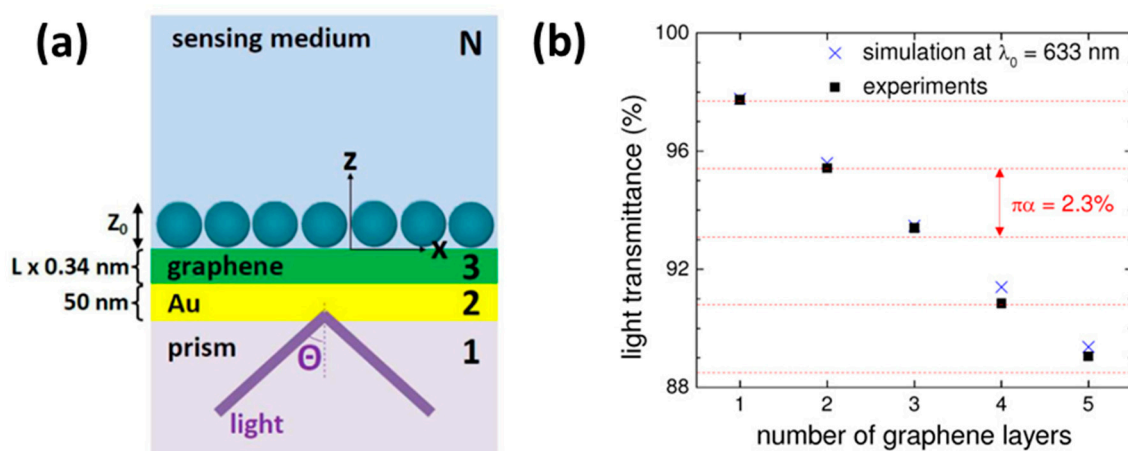 (a)
sensing medium
N
z
x
Z₀
L x 0.34 nm
graphene
3
50 nm
Au
2
prism
1
Θ
light
(b)
100
96
92
88
light transmittance (%)
simulation at λ₀ = 633 nm
experiments
πα = 2.3%
1 2 3 4 5
number of graphene layers